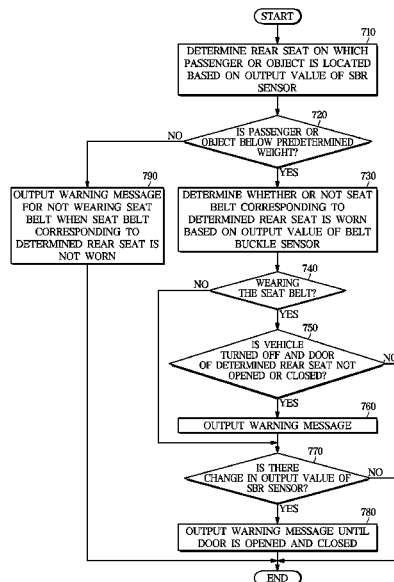 START
710
DETERMINE REAR SEAT ON WHICH
PASSENGER OR OBJECT IS LOCATED
BASED ON OUTPUT VALUE OF SBR
SENSOR
720
IS PASSENGER OR
OBJECT BELOW PREDETERMINED
WEIGHT?
NO
YES
790
OUTPUT WARNING MESSAGE
FOR NOT WEARING SEAT
BELT WHEN SEAT BELT
CORRESPONDING TO
DETERMINED REAR SEAT IS
NOT WORN
730
DETERMINE WHETHER OR NOT SEAT
BELT CORRESPONDING TO
DETERMINED REAR SEAT IS WORN
BASED ON OUTPUT VALUE OF BELT
BUCKLE SENSOR
740
WEARING
THE SEAT BELT?
NO
YES
750
IS VEHICLE
TURNED OFF AND DOOR
OF DETERMINED REAR SEAT NOT
OPENED OR CLOSED?
NO
YES
760
OUTPUT WARNING MESSAGE
770
IS THERE
CHANGE IN OUTPUT VALUE OF
SBR SENSOR?
NO
YES
780
OUTPUT WARNING MESSAGE UNTIL
DOOR IS OPENED AND CLOSED
END